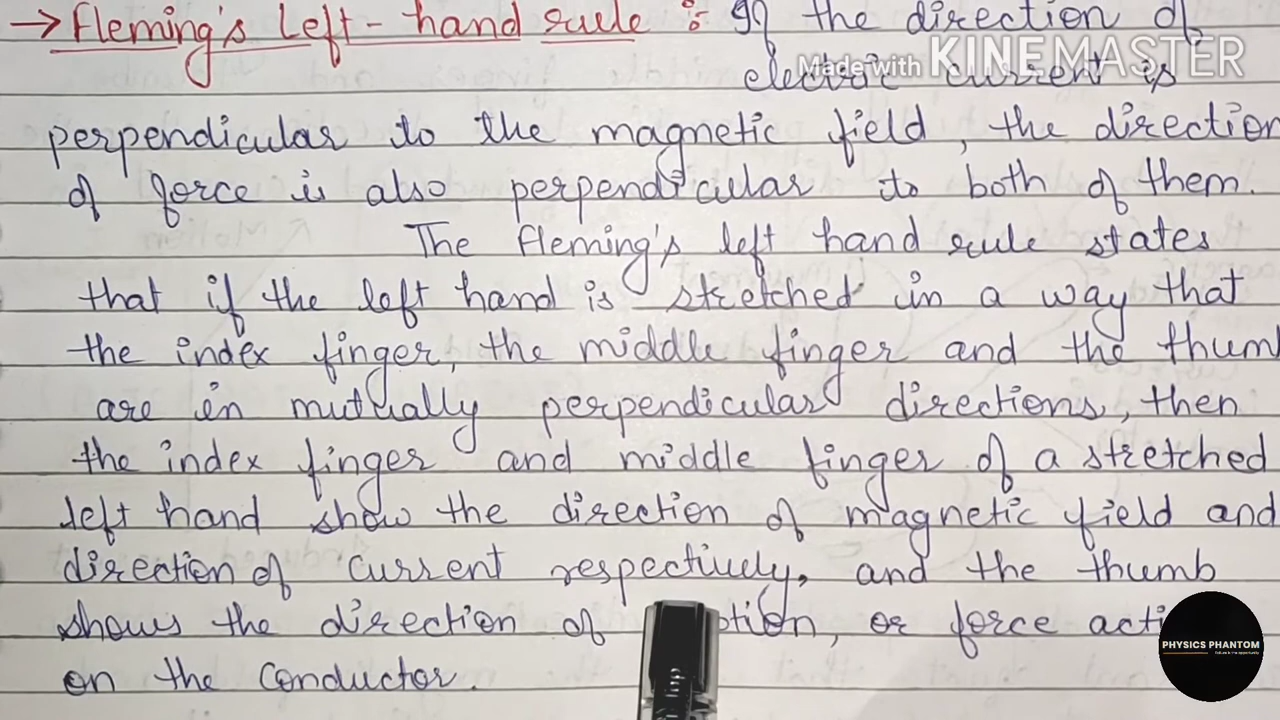 → Fleming's Left-hand rule :- If the direction of
Made with KINEMASTER
electric current is
perpendicular to the magnetic field, the direction
of force is also perpendicular to both of them.
The Fleming's left hand rule states
that if the left hand is stretched in a way that
the index finger, the middle finger and the thum
are in mutually perpendicular directions, then
the index finger and middle finger of a stretched
left hand show the direction of magnetic field and
direction of current respectively, and the thumb
shows the direction of otion, or force acti
on the conductor.
PHYSICS PHANTOM